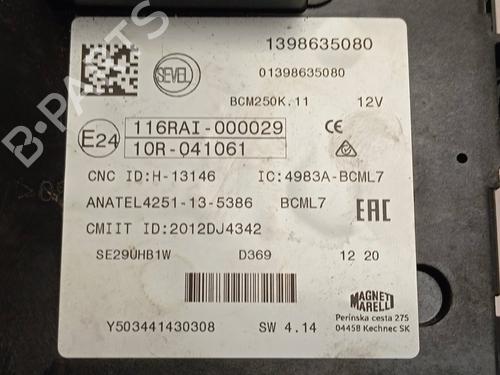 1398635080
SEVEL
01398635080
BCM250K.11 12V
E24
116RAI-000029
10R-041061
CE
CNC ID:H-13146 IC:4983A-BCML7
ANATEL4251-13-5386 BCML7
EAC
CMIIT ID:2012DJ4342
SE29UHB1W D369 12 20
MAGNETI
MARELLI
Perinska cesta 275
04458 Kechnec SK
Y503441430308 SW 4.14
B-PARTS